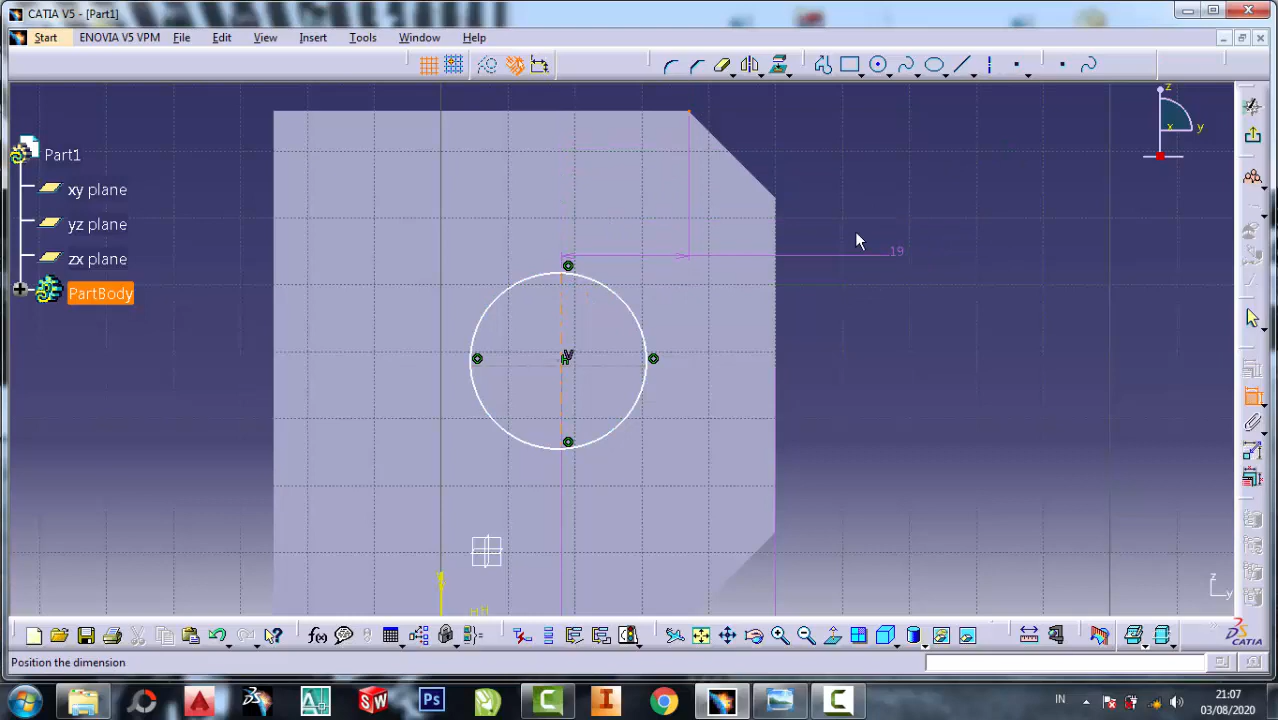 CATIA V5 - [Part1]
Start ENOVIA V5 VPM File Edit View Insert Tools Window Help
z
x
y
Part1
xy plane
yz plane
zx plane
PartBody
19
V
H
H H
z
y
f(x)
CATIA
Position the dimension
Ps
IN
21:07
03/08/2020